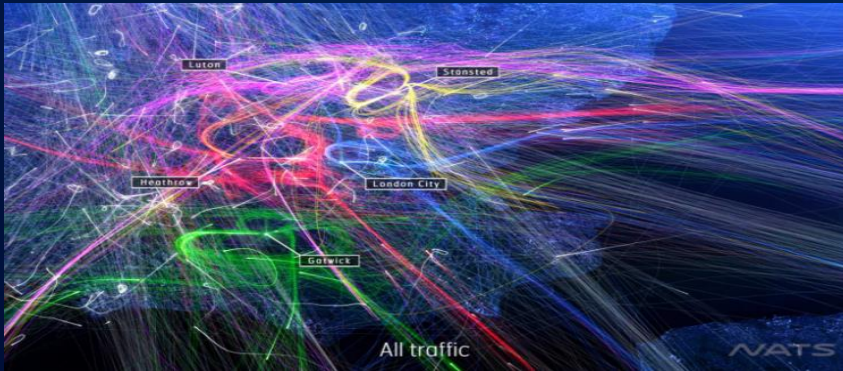 Luton
Stansted
Heathrow
London City
Gatwick
All traffic
NATS